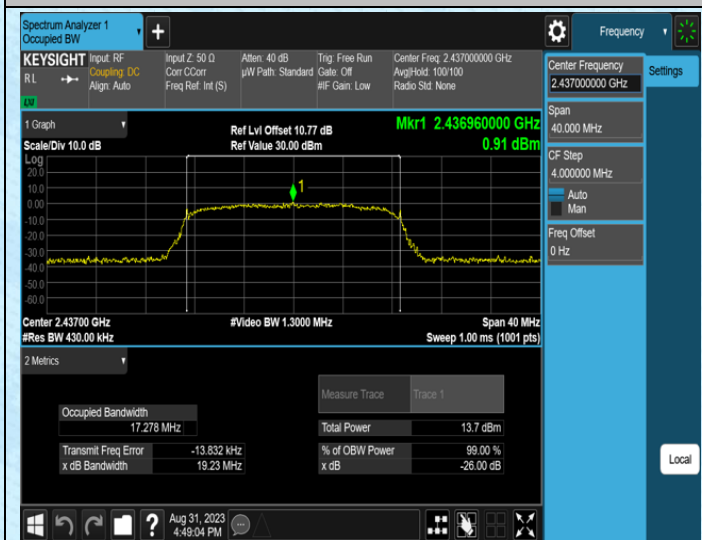 Spectrum Analyzer 1
Occupied BW
Frequency
KEYSIGHT
R L
LXI
Input: RF
Coupling: DC
Align: Auto
Input Z: 50 Ω
Corr CCorr
Freq Ref: Int (S)
Atten: 40 dB
µW Path: Standard
Trig: Free Run
Gate: Off
#IF Gain: Low
Center Freq: 2.437000000 GHz
Avg|Hold: 100/100
Radio Std: None
Center Frequency
2.437000000 GHz
Settings
Span
40.000 MHz
CF Step
4.000000 MHz
Auto
Man
Freq Offset
0 Hz
1 Graph
Scale/Div 10.0 dB
Ref Lvl Offset 10.77 dB
Ref Value 30.00 dBm
Mkr1 2.436960000 GHz
0.91 dBm
Log
20.0
10.0
0.00
-10.0
-20.0
-30.0
-40.0
-50.0
-60.0
1
Center 2.43700 GHz
#Res BW 430.00 kHz
#Video BW 1.3000 MHz
Span 40 MHz
Sweep 1.00 ms (1001 pts)
2 Metrics
Measure Trace Trace 1
Occupied Bandwidth
17.278 MHz
Total Power 13.7 dBm
Transmit Freq Error -13.832 kHz
% of OBW Power 99.00 %
x dB Bandwidth 19.23 MHz
x dB -26.00 dB
Local
?
Aug 31, 2023
4:49:04 PM